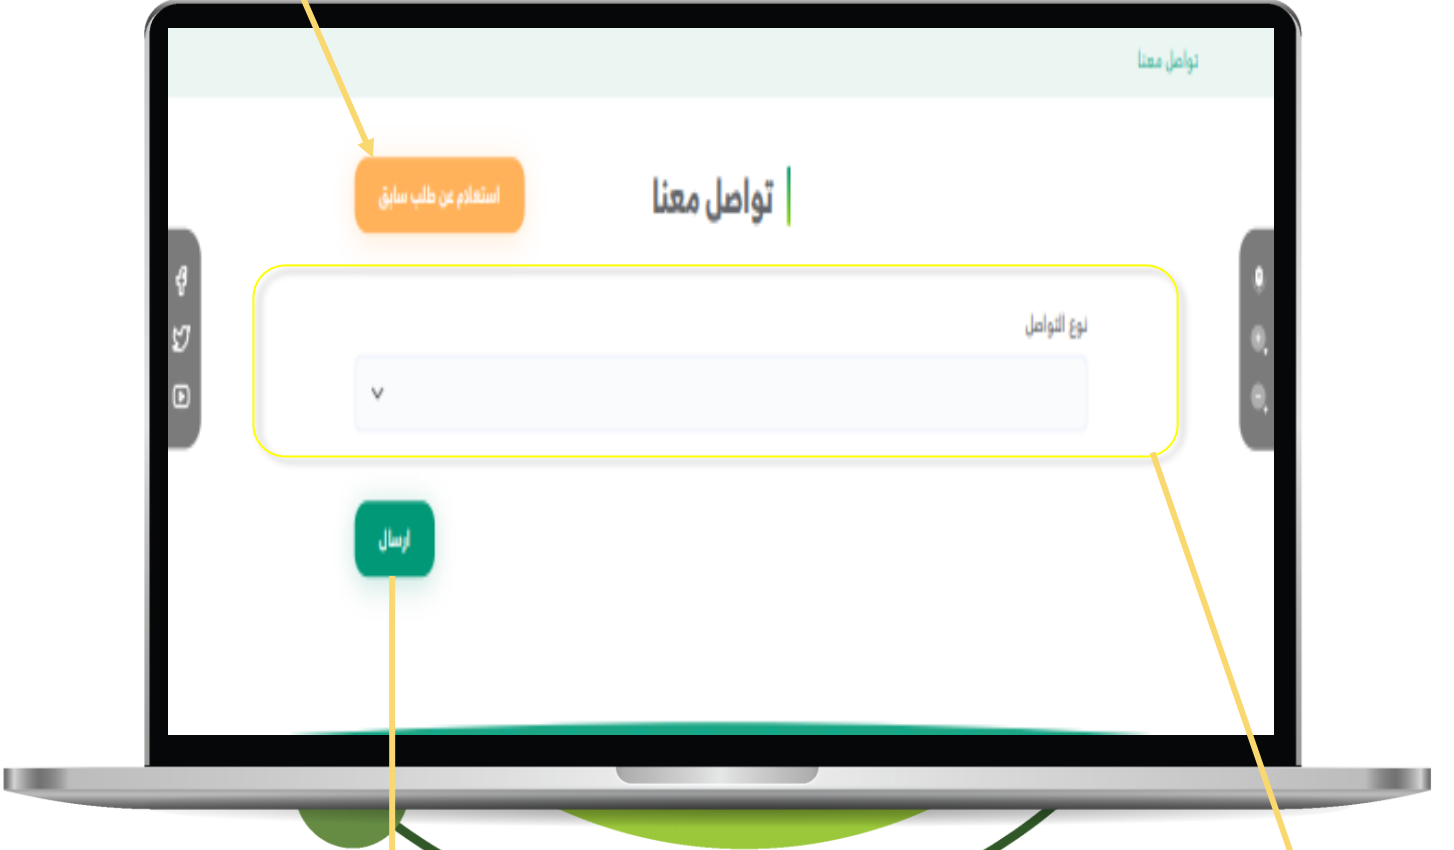 تواصل معنا
تواصل معنا
استعلام عن طلب سابق
نوع التواصل
ارسال